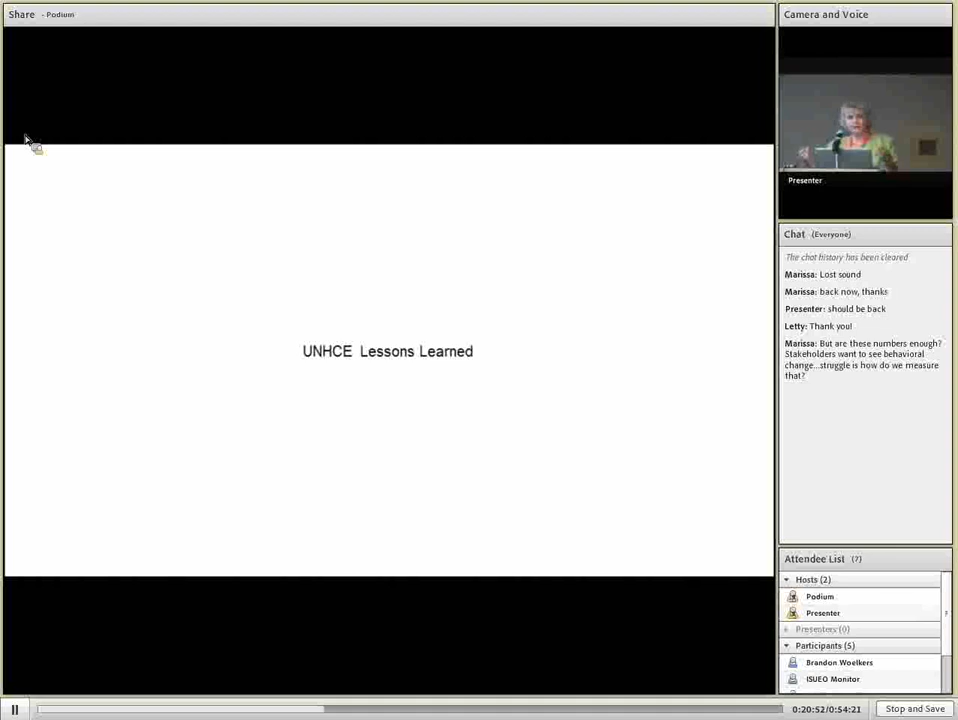 Share - Podium
Camera and Voice
UNHCE Lessons Learned
Presenter
Chat (Everyone)
The chat history has been cleared
Marissa: Lost sound
Marissa: back now, thanks
Presenter: should be back
Letty: Thank you!
Marissa: But are these numbers enough?
Stakeholders want to see behavioral
change...struggle is how do we measure
that?
Attendee List (7)
Hosts (2)
Podium
Presenter
Presenters (0)
Participants (5)
Brandon Woelkers
ISUEO Monitor
0:20:52/0:54:21
Stop and Save